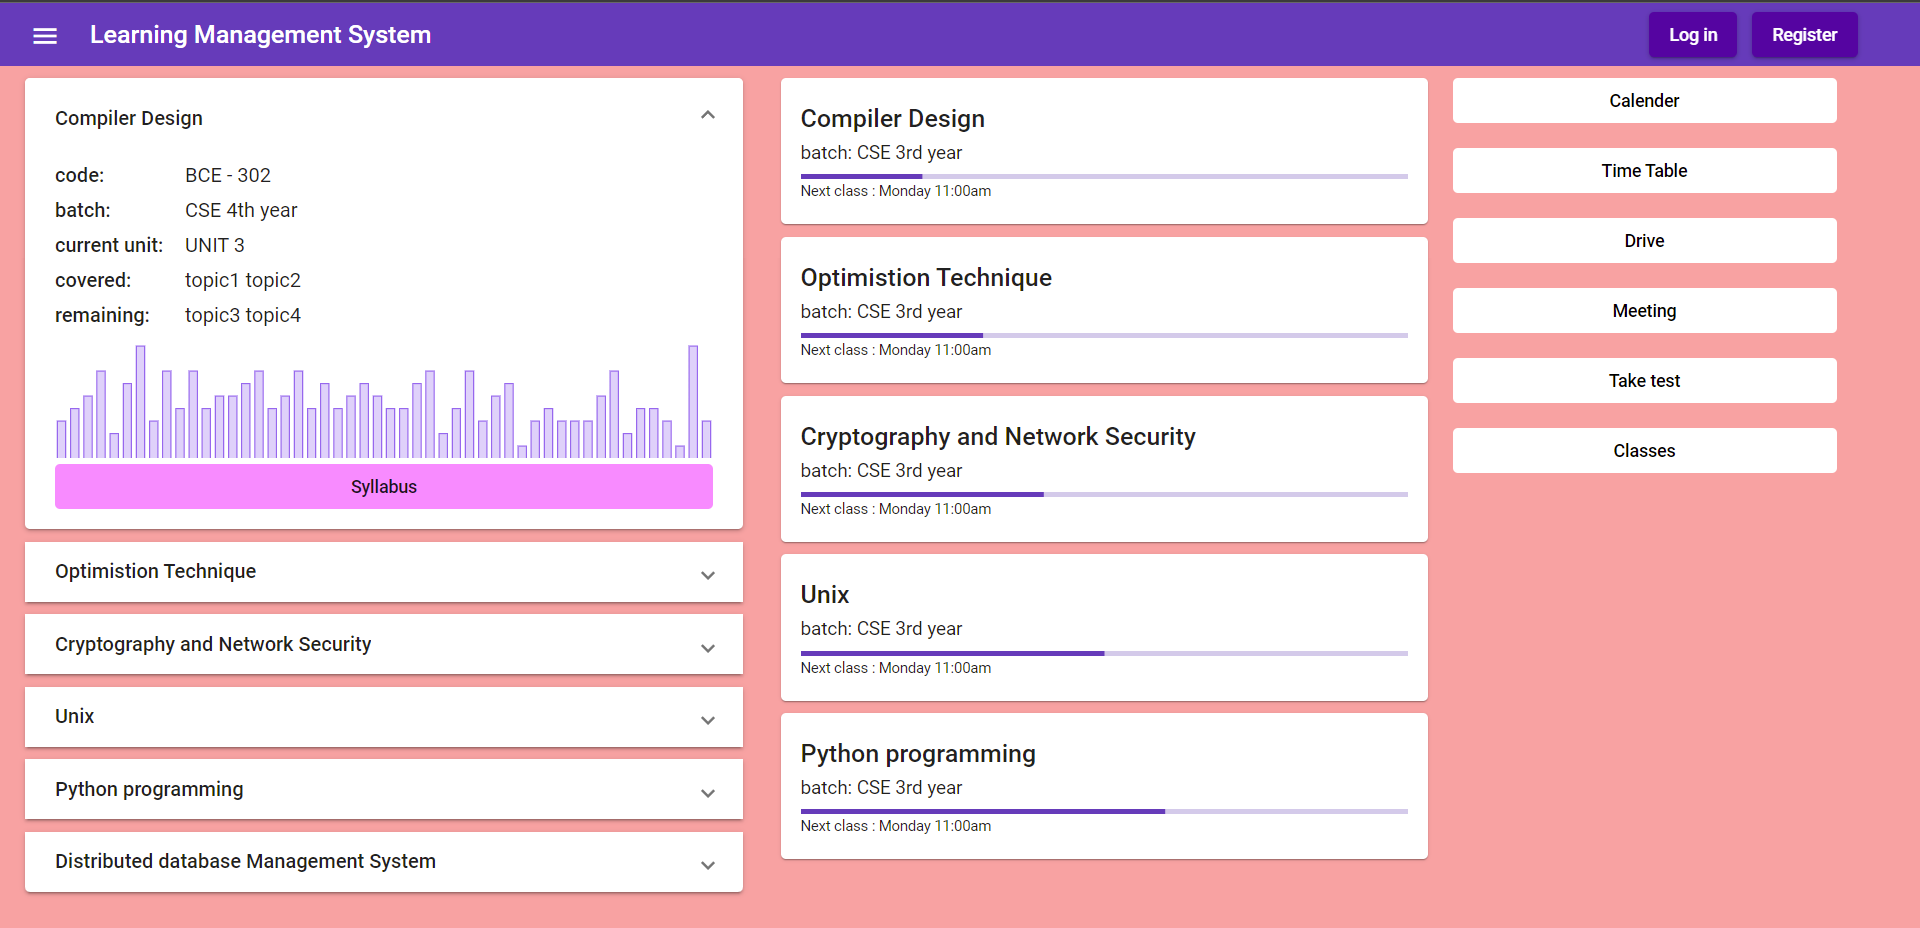 Learning Management System
Log in
Register
Compiler Design
code: BCE - 302
batch: CSE 4th year
current unit: UNIT 3
covered: topic1 topic2
remaining: topic3 topic4
Syllabus
Optimistion Technique
Cryptography and Network Security
Unix
Python programming
Distributed database Management System
Compiler Design
batch: CSE 3rd year
Next class : Monday 11:00am
Optimistion Technique
batch: CSE 3rd year
Next class : Monday 11:00am
Cryptography and Network Security
batch: CSE 3rd year
Next class : Monday 11:00am
Unix
batch: CSE 3rd year
Next class : Monday 11:00am
Python programming
batch: CSE 3rd year
Next class : Monday 11:00am
Calender
Time Table
Drive
Meeting
Take test
Classes